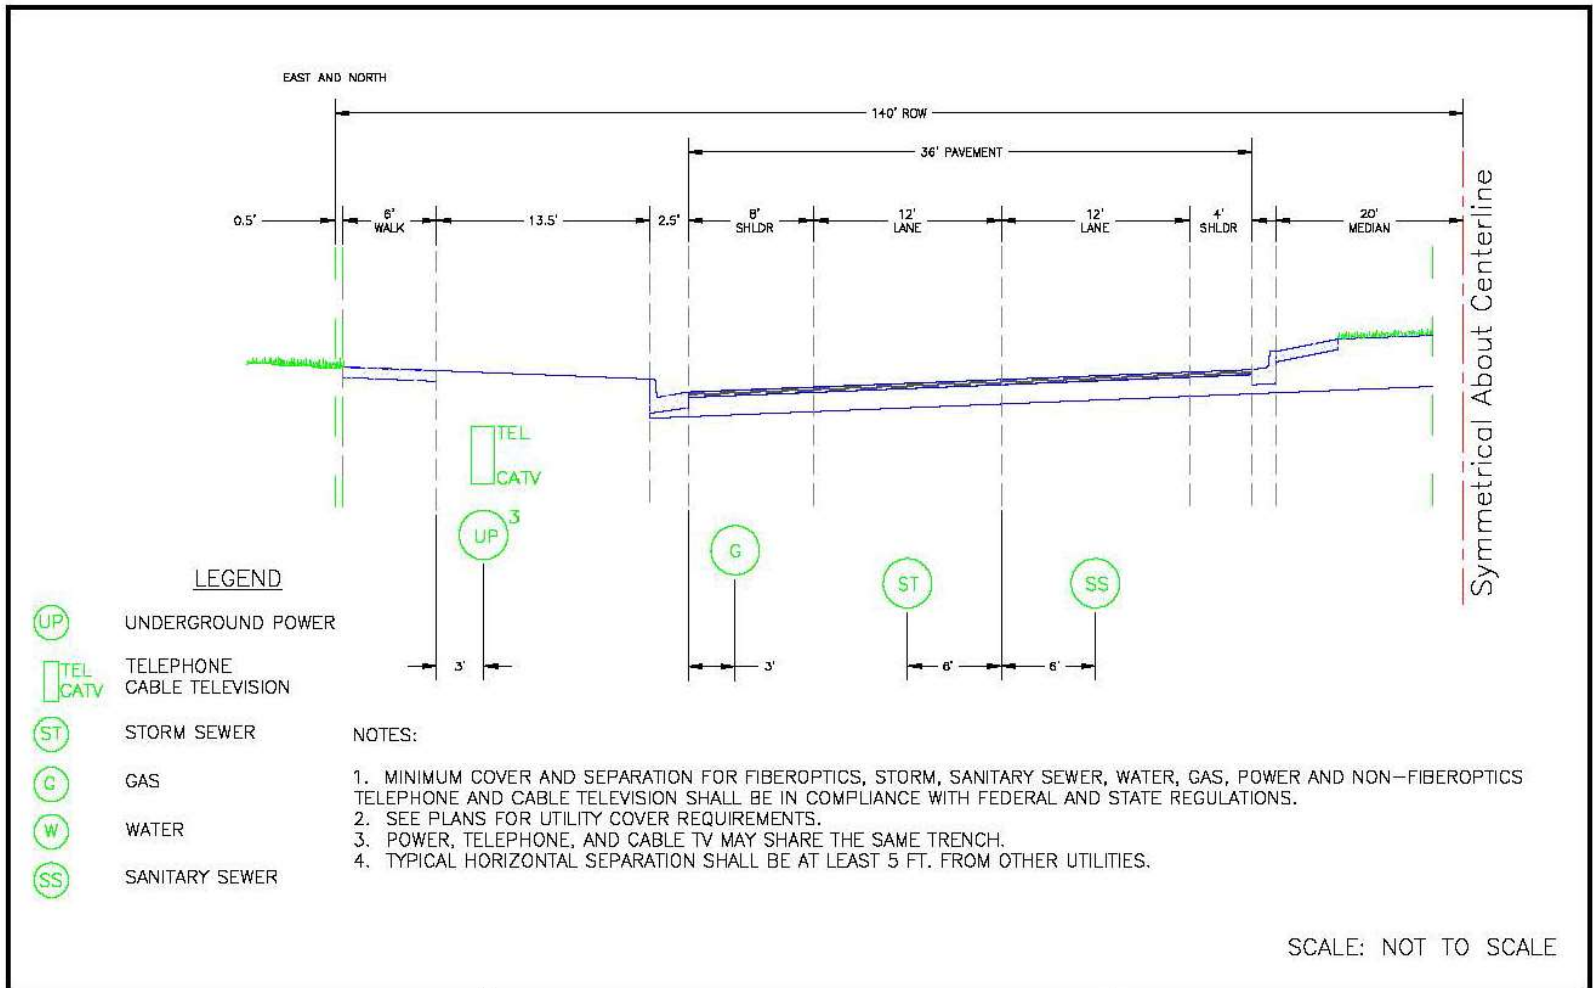 EAST AND NORTH
140' ROW
36' PAVEMENT
0.5'
6'
WALK
13.5'
2.5'
8'
SHLDR
12'
LANE
12'
LANE
4'
SHLDR
20'
MEDIAN
Symmetrical About Centerline
TEL
CATV
UP
3
G
ST
SS
3'
3'
6'
6'
LEGEND
UP UNDERGROUND POWER
TEL TELEPHONE
CATV CABLE TELEVISION
ST STORM SEWER
G GAS
W WATER
SS SANITARY SEWER
NOTES:
1. MINIMUM COVER AND SEPARATION FOR FIBEROPTICS, STORM, SANITARY SEWER, WATER, GAS, POWER AND NON-FIBEROPTICS
TELEPHONE AND CABLE TELEVISION SHALL BE IN COMPLIANCE WITH FEDERAL AND STATE REGULATIONS.
2. SEE PLANS FOR UTILITY COVER REQUIREMENTS.
3. POWER, TELEPHONE, AND CABLE TV MAY SHARE THE SAME TRENCH.
4. TYPICAL HORIZONTAL SEPARATION SHALL BE AT LEAST 5 FT. FROM OTHER UTILITIES.
SCALE: NOT TO SCALE